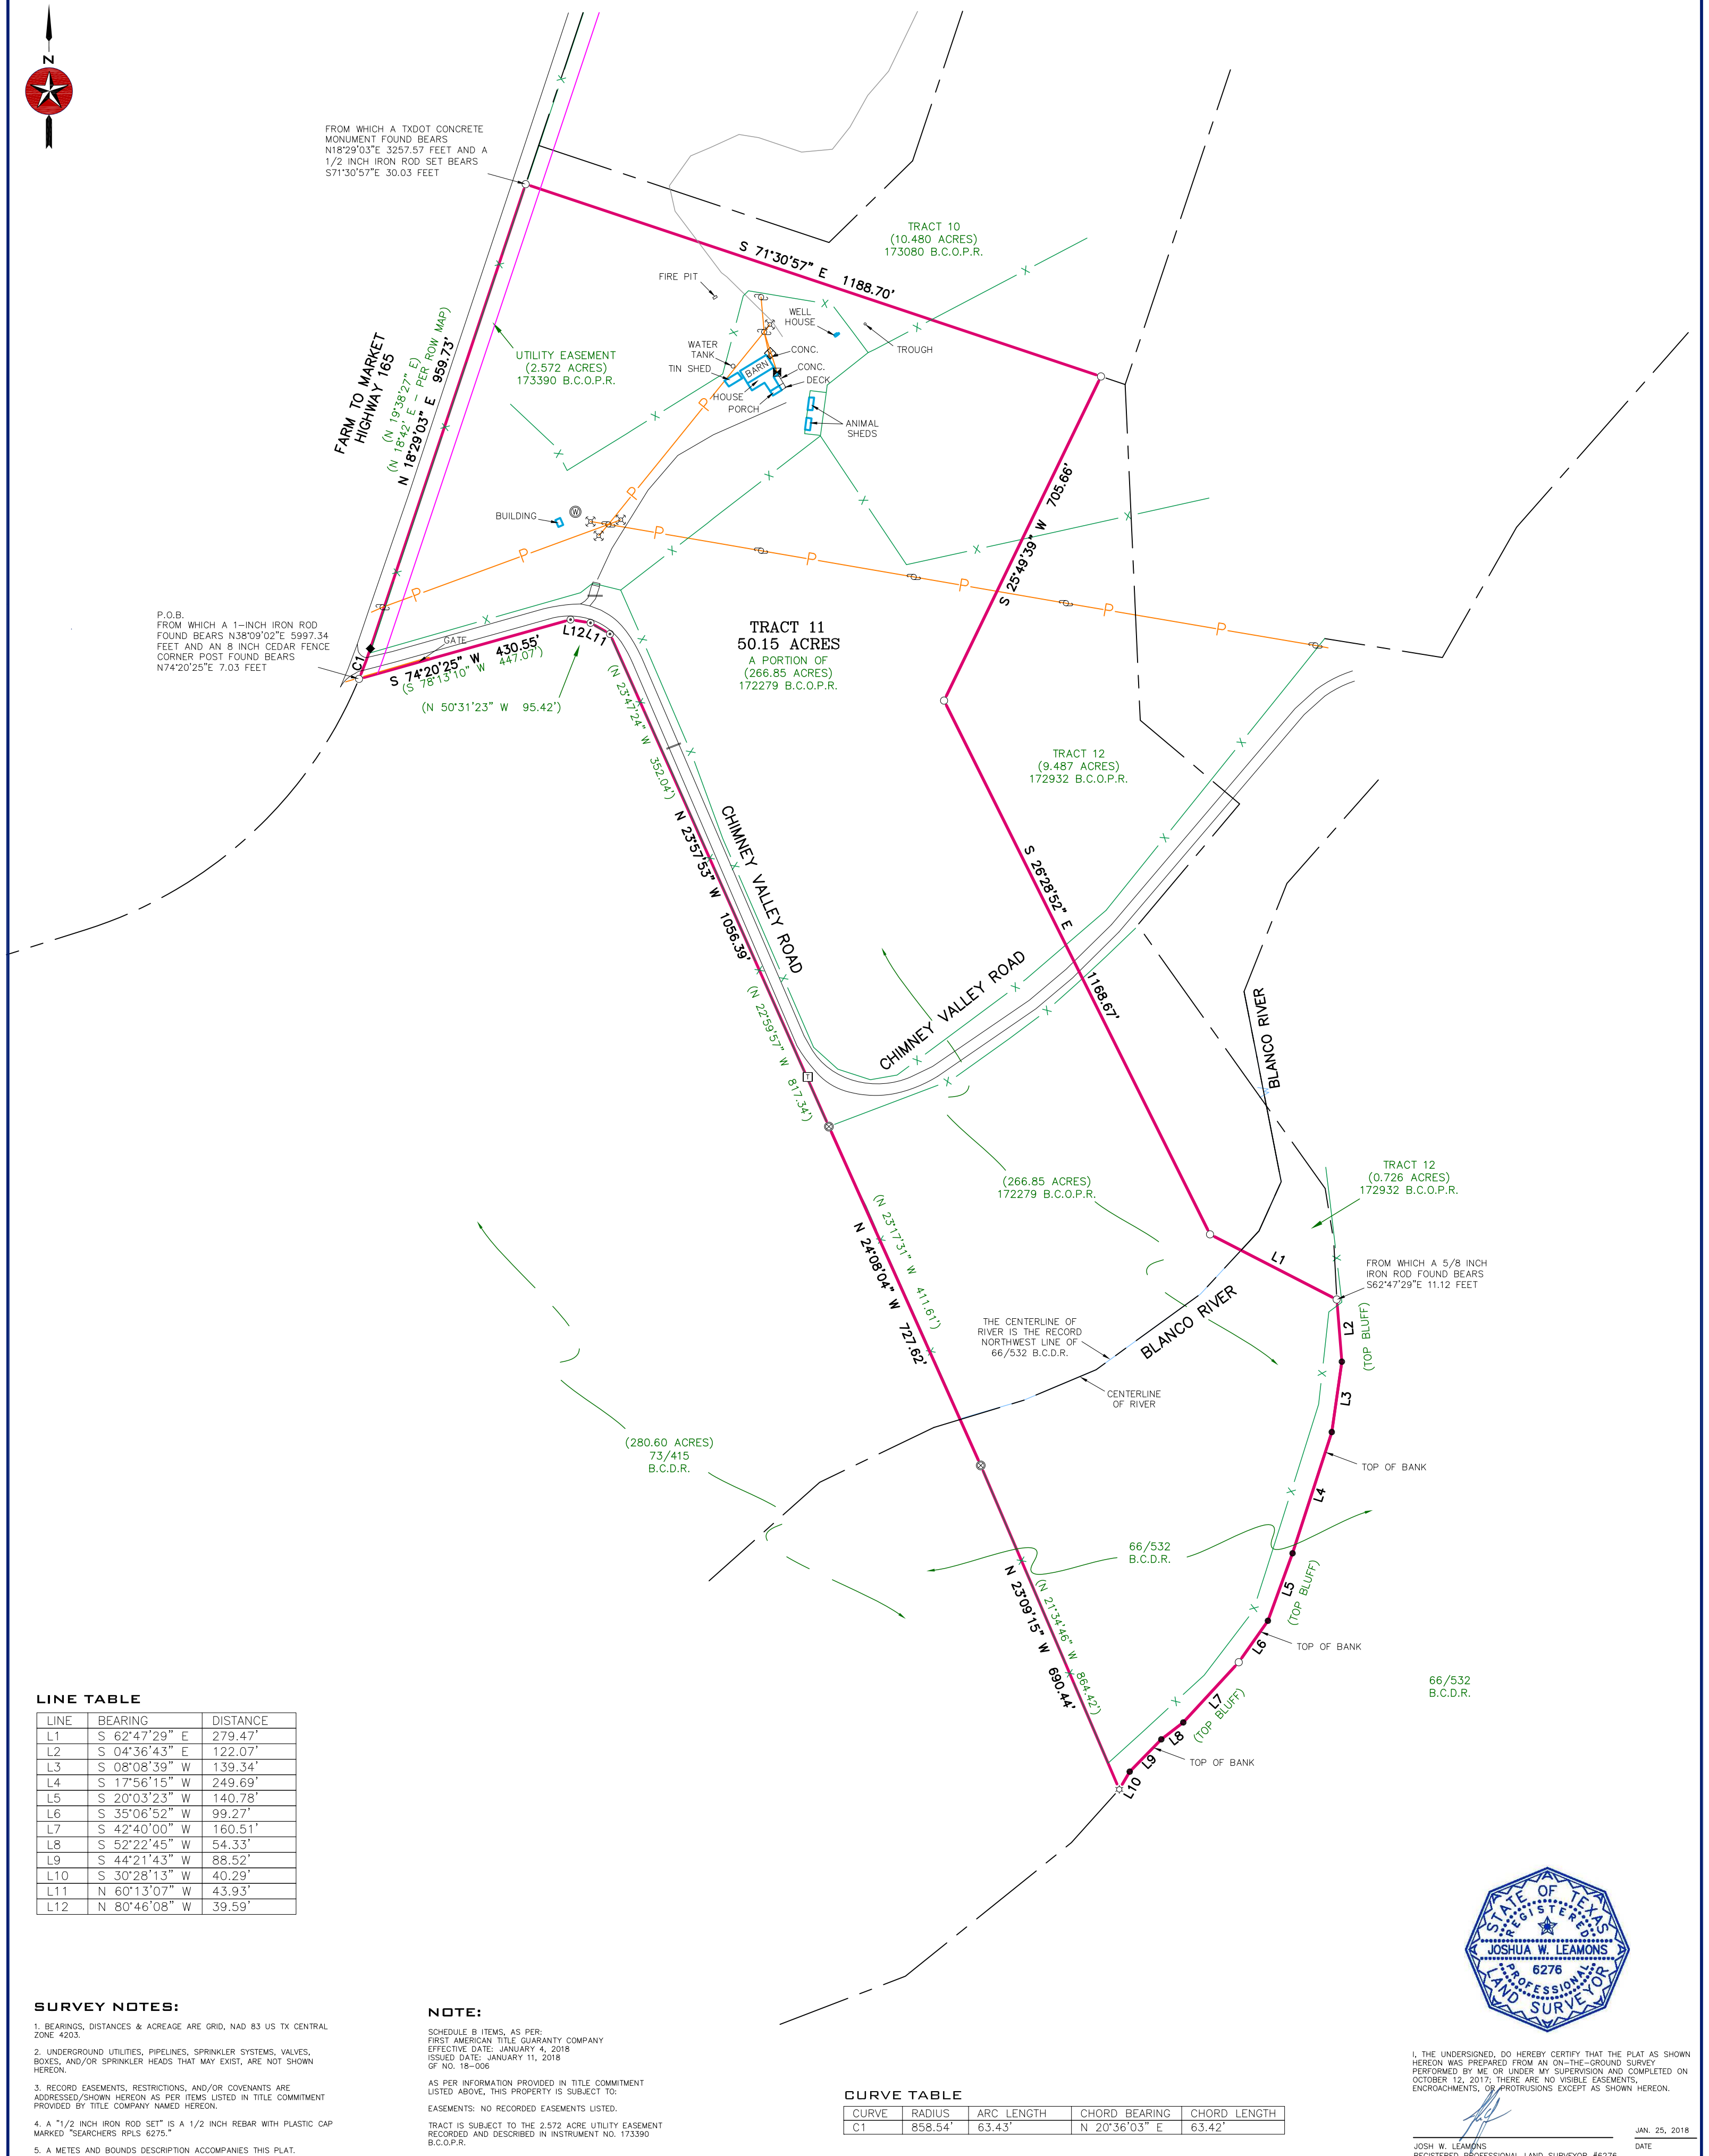 N
FROM WHICH A TXDOT CONCRETE
MONUMENT FOUND BEARS
N18°29'03"E 3257.57 FEET AND A
1/2 INCH IRON ROD SET BEARS
S71°30'57"E 30.03 FEET
TRACT 10
(10.480 ACRES)
173080 B.C.O.P.R.
S 71°30'57" E 1188.70'
FIRE PIT
WELL
HOUSE
TROUGH
WATER
TANK
CONC.
TIN SHED
BARN
CONC.
DECK
HOUSE
PORCH
ANIMAL
SHEDS
UTILITY EASEMENT
(2.572 ACRES)
173390 B.C.O.P.R.
FARM TO MARKET
HIGHWAY 165
(N 19°38'27" E)
(N 18°42' E - PER ROW MAP)
N 18°29'03" E 959.73'
S 25°49'39" W 705.66'
BUILDING
W
P
P
P
P
P
P
P
P
P
P.O.B.
FROM WHICH A 1-INCH IRON ROD
FOUND BEARS N38°09'02"E 5997.34
FEET AND AN 8 INCH CEDAR FENCE
CORNER POST FOUND BEARS
N74°20'25"E 7.03 FEET
C1
GATE
S 74°20'25" W 430.55'
(S 78°13'10" W 447.07')
L12
L11
(N 50°31'23" W 95.42')
TRACT 11
50.15 ACRES
A PORTION OF
(266.85 ACRES)
172279 B.C.O.P.R.
(N 23°47'24" W 352.04')
N 23°57'53" W 1056.39'
CHIMNEY VALLEY ROAD
(N 22°59'57" W 817.34')
T
TRACT 12
(9.487 ACRES)
172932 B.C.O.P.R.
S 26°28'52" E 1168.67'
CHIMNEY VALLEY ROAD
BLANCO RIVER
(266.85 ACRES)
172279 B.C.O.P.R.
TRACT 12
(0.726 ACRES)
172932 B.C.O.P.R.
L1
FROM WHICH A 5/8 INCH
IRON ROD FOUND BEARS
S62°47'29"E 11.12 FEET
(N 23°17'31" W 411.61')
N 24°08'04" W 727.62'
THE CENTERLINE OF
RIVER IS THE RECORD
NORTHWEST LINE OF
66/532 B.C.D.R.
BLANCO RIVER
CENTERLINE
OF RIVER
L2
(TOP BLUFF)
L3
TOP OF BANK
L4
(280.60 ACRES)
73/415
B.C.D.R.
66/532
B.C.D.R.
L5
(TOP BLUFF)
L6
TOP OF BANK
N 23°09'15" W 690.44'
(N 21°34'46" W 864.42')
L7
(TOP BLUFF)
L8
L9
TOP OF BANK
L10
66/532
B.C.D.R.
LINE TABLE
LINE BEARING DISTANCE
L1 S 62°47'29" E 279.47'
L2 S 04°36'43" E 122.07'
L3 S 08°08'39" W 139.34'
L4 S 17°56'15" W 249.69'
L5 S 20°03'23" W 140.78'
L6 S 35°06'52" W 99.27'
L7 S 42°40'00" W 160.51'
L8 S 52°22'45" W 54.33'
L9 S 44°21'43" W 88.52'
L10 S 30°28'13" W 40.29'
L11 N 60°13'07" W 43.93'
L12 N 80°46'08" W 39.59'
SURVEY NOTES:
1. BEARINGS, DISTANCES & ACREAGE ARE GRID, NAD 83 US TX CENTRAL
ZONE 4203.
2. UNDERGROUND UTILITIES, PIPELINES, SPRINKLER SYSTEMS, VALVES,
BOXES, AND/OR SPRINKLER HEADS THAT MAY EXIST, ARE NOT SHOWN
HEREON.
3. RECORD EASEMENTS, RESTRICTIONS, AND/OR COVENANTS ARE
ADDRESSED/SHOWN HEREON AS PER ITEMS LISTED IN TITLE COMMITMENT
PROVIDED BY TITLE COMPANY NAMED HEREON.
4. A "1/2 INCH IRON ROD SET" IS A 1/2 INCH REBAR WITH PLASTIC CAP
MARKED "SEARCHERS RPLS 6275."
5. A METES AND BOUNDS DESCRIPTION ACCOMPANIES THIS PLAT.
NOTE:
SCHEDULE B ITEMS, AS PER:
FIRST AMERICAN TITLE GUARANTY COMPANY
EFFECTIVE DATE: JANUARY 4, 2018
ISSUED DATE: JANUARY 11, 2018
GF NO. 18-006
AS PER INFORMATION PROVIDED IN TITLE COMMITMENT
LISTED ABOVE, THIS PROPERTY IS SUBJECT TO:
EASEMENTS: NO RECORDED EASEMENTS LISTED.
TRACT IS SUBJECT TO THE 2.572 ACRE UTILITY EASEMENT
RECORDED AND DESCRIBED IN INSTRUMENT NO. 173390
B.C.O.P.R.
CURVE TABLE
CURVE RADIUS ARC LENGTH CHORD BEARING CHORD LENGTH
C1 858.54' 63.43' N 20°36'03" E 63.42'
STATE OF TEXAS
REGISTERED
JOSHUA W. LEAMONS
6276
PROFESSIONAL
LAND SURVEYOR
I, THE UNDERSIGNED, DO HEREBY CERTIFY THAT THE PLAT AS SHOWN
HEREON WAS PREPARED FROM AN ON-THE-GROUND SURVEY
PERFORMED BY ME OR UNDER MY SUPERVISION AND COMPLETED ON
OCTOBER 12, 2017; THERE ARE NO VISIBLE EASEMENTS,
ENCROACHMENTS, OR PROTRUSIONS EXCEPT AS SHOWN HEREON.
JAN. 25, 2018
JOSH W. LEAMONS DATE
REGISTERED PROFESSIONAL LAND SURVEYOR #6276